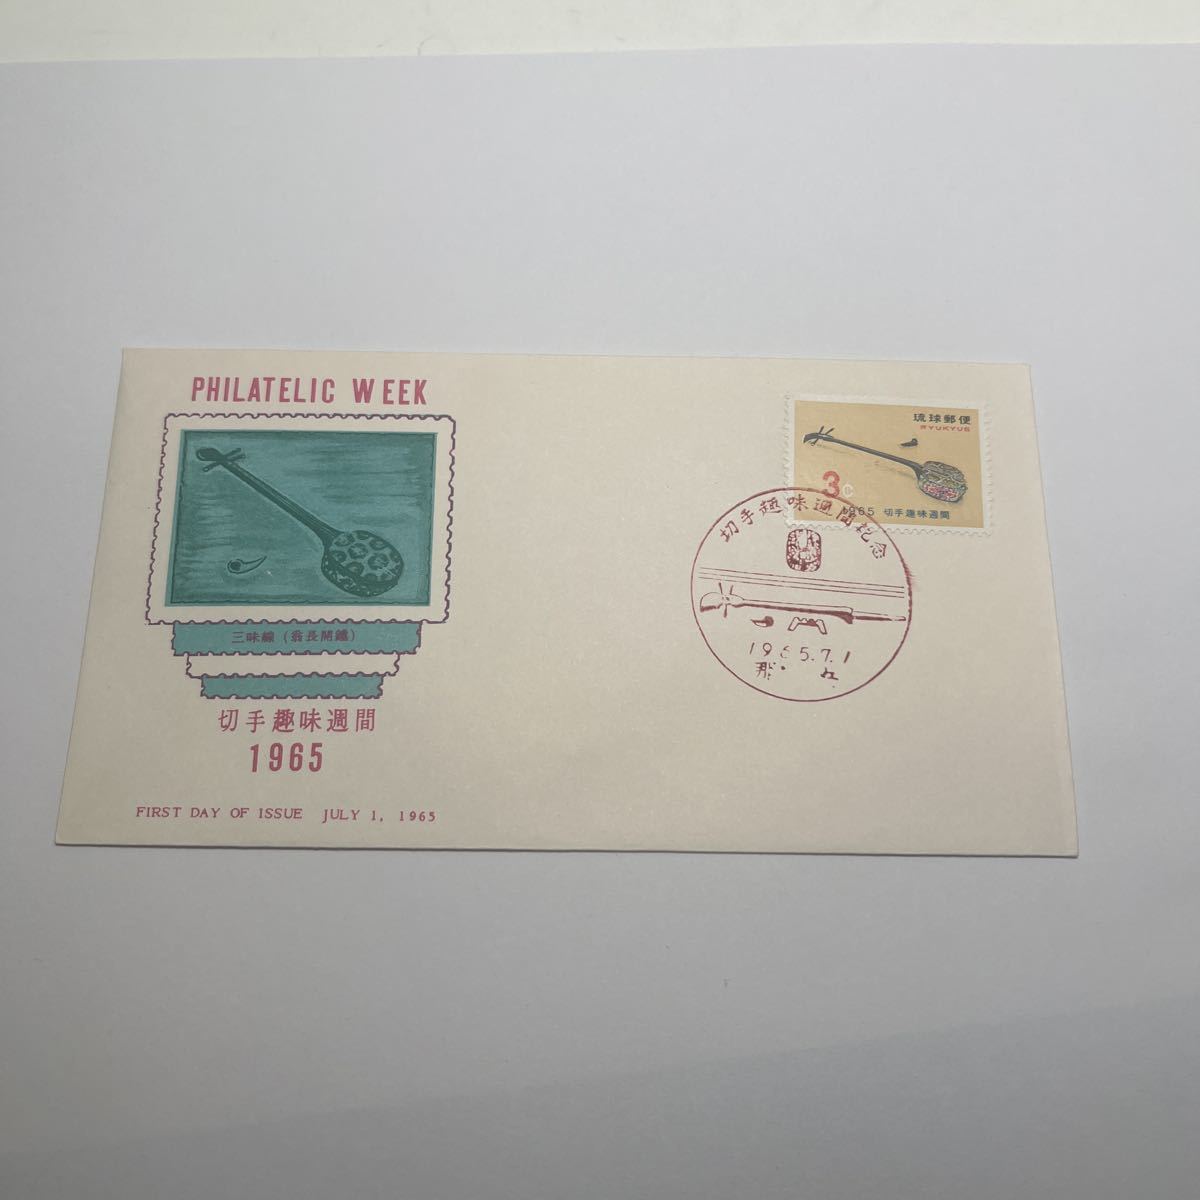 PHILATELIC WEEK
三味線 (翁長開鐘)
切手趣味週間
1965
FIRST DAY OF ISSUE JULY 1, 1965
琉球郵便
RYUKYUS
3¢
1965 切手趣味週間
切手趣味週間記念
1965.7.1
那